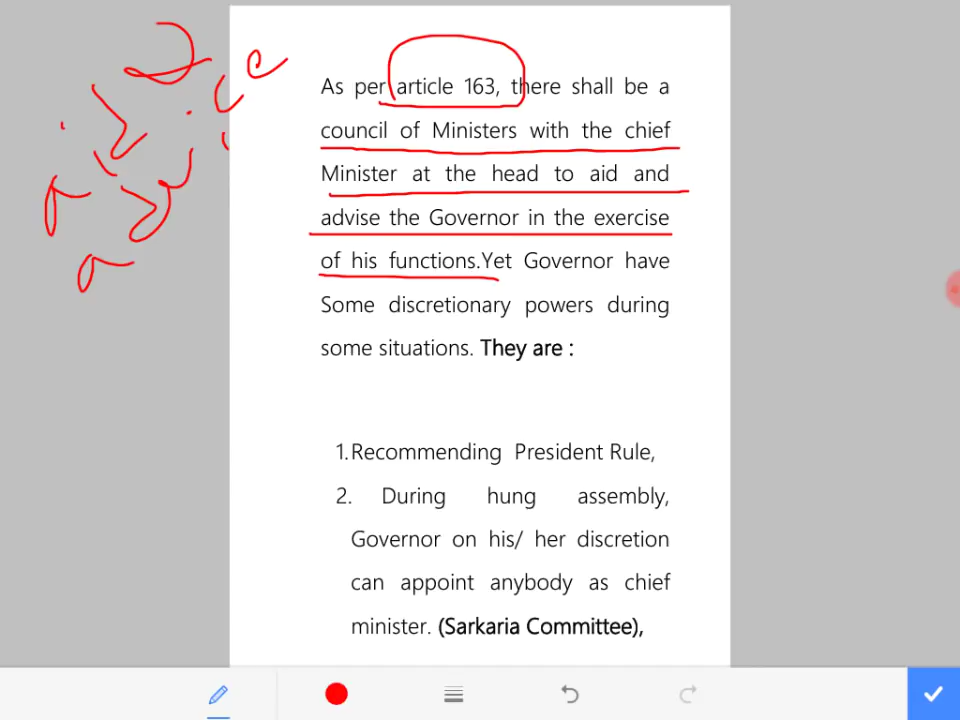 As per article 163, there shall be a
council of Ministers with the chief
Minister at the head to aid and
advise the Governor in the exercise
of his functions.Yet Governor have
Some discretionary powers during
some situations. They are :
1.Recommending President Rule,
2. During hung assembly,
Governor on his/ her discretion
can appoint anybody as chief
minister. (Sarkaria Committee),